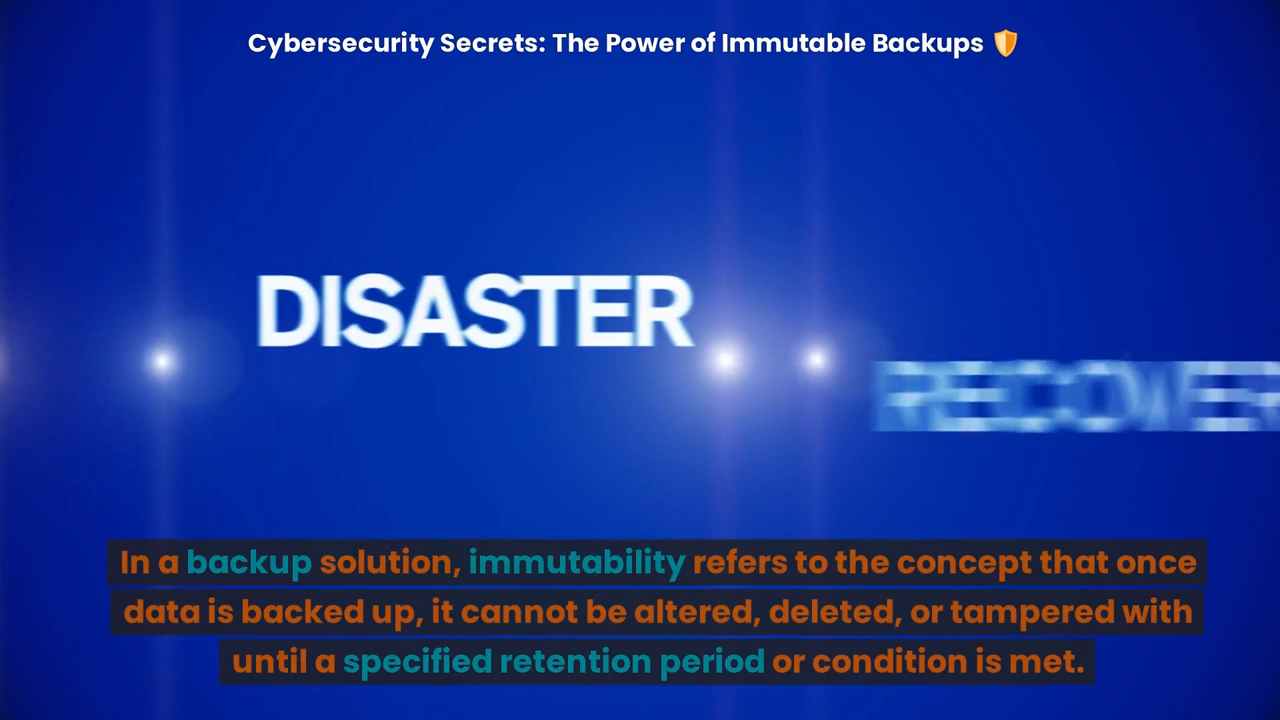 Cybersecurity Secrets: The Power of Immutable Backups 🛡️
DISASTER
RECOVER
In a backup solution, immutability refers to the concept that once
data is backed up, it cannot be altered, deleted, or tampered with
until a specified retention period or condition is met.